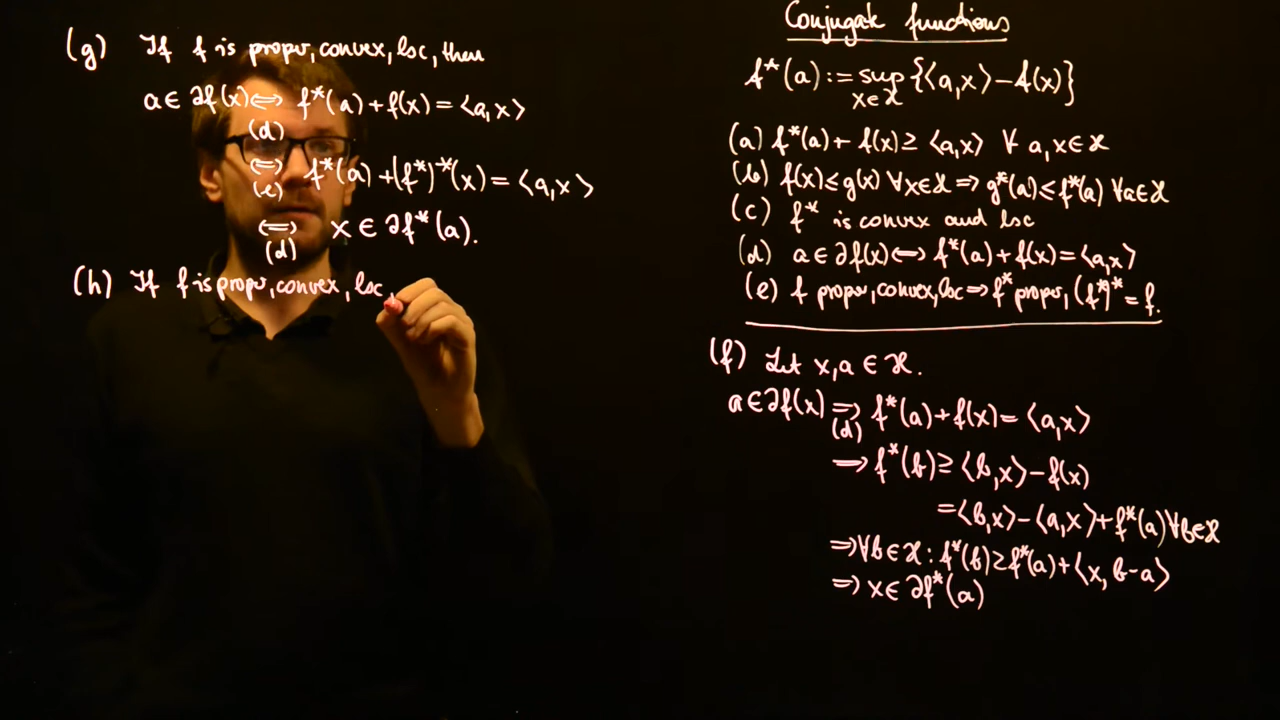 (g) If f is proper, convex, lsc, then
a ∈ ∂f(x) ⟺ f*(a) + f(x) = ⟨a,x⟩
(d)
⟺ f*(a) + (f*)*(x) = ⟨a,x⟩
(e)
⟺ x ∈ ∂f*(a).
(d)
(h) If f is proper, convex, lsc,
Conjugate functions
f*(a) := sup {⟨a,x⟩ − f(x)}
x∈𝓗
(a) f*(a) + f(x) ≥ ⟨a,x⟩ ∀ a,x ∈ 𝓗
(b) f(x) ≤ g(x) ∀x∈𝓗 ⟹ g*(a) ≤ f*(a) ∀a∈𝓗
(c) f* is convex and lsc
(d) a ∈ ∂f(x) ⟺ f*(a) + f(x) = ⟨a,x⟩
(e) f proper, convex, lsc ⟹ f* proper, (f*)* = f.
(f) Let x,a ∈ 𝓗.
a ∈ ∂f(x) ⟹ f*(a) + f(x) = ⟨a,x⟩
(d)
⟹ f*(b) ≥ ⟨b,x⟩ − f(x)
= ⟨b,x⟩ − ⟨a,x⟩ + f*(a) ∀b∈𝓗
⟹ ∀b ∈ 𝓗 : f*(b) ≥ f*(a) + ⟨x, b−a⟩
⟹ x ∈ ∂f*(a)